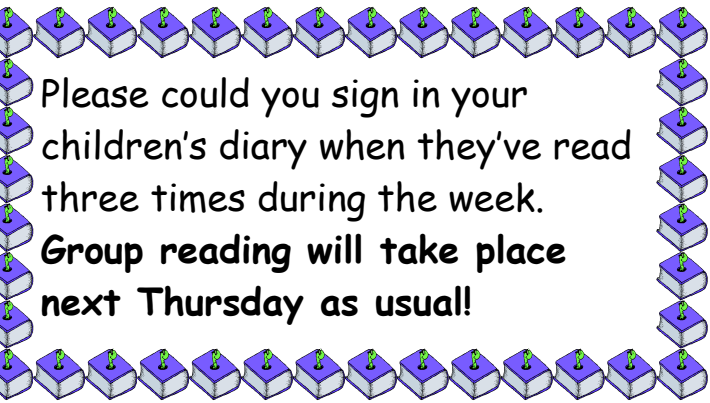 Please could you sign in your
children’s diary when they’ve read
three times during the week.
Group reading will take place
next Thursday as usual!